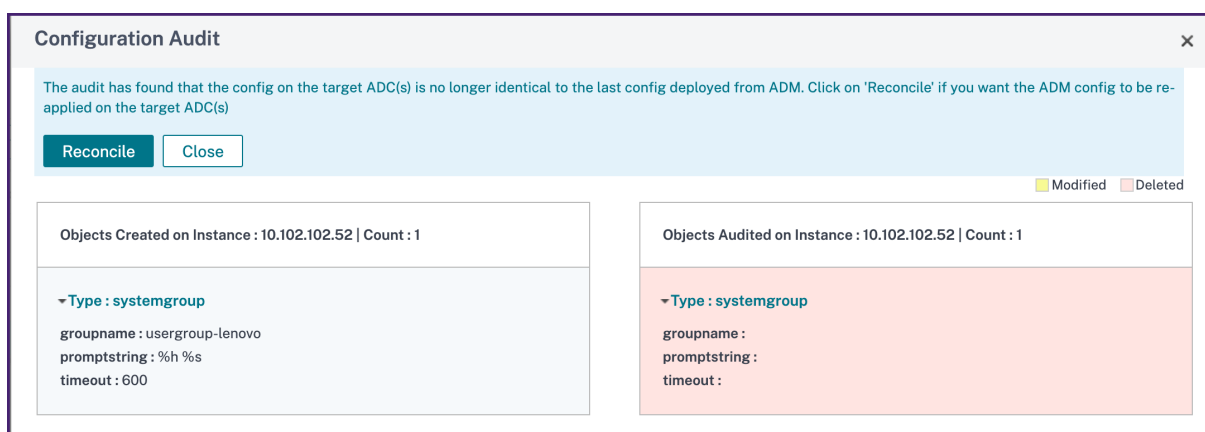 Configuration Audit
×
The audit has found that the config on the target ADC(s) is no longer identical to the last config deployed from ADM. Click on 'Reconcile' if you want the ADM config to be re-
applied on the target ADC(s)
Reconcile Close
Modified Deleted
Objects Created on Instance : 10.102.102.52 | Count : 1
Type : systemgroup
groupname : usergroup-lenovo
promptstring : %h %s
timeout : 600
Objects Audited on Instance : 10.102.102.52 | Count : 1
Type : systemgroup
groupname :
promptstring :
timeout :